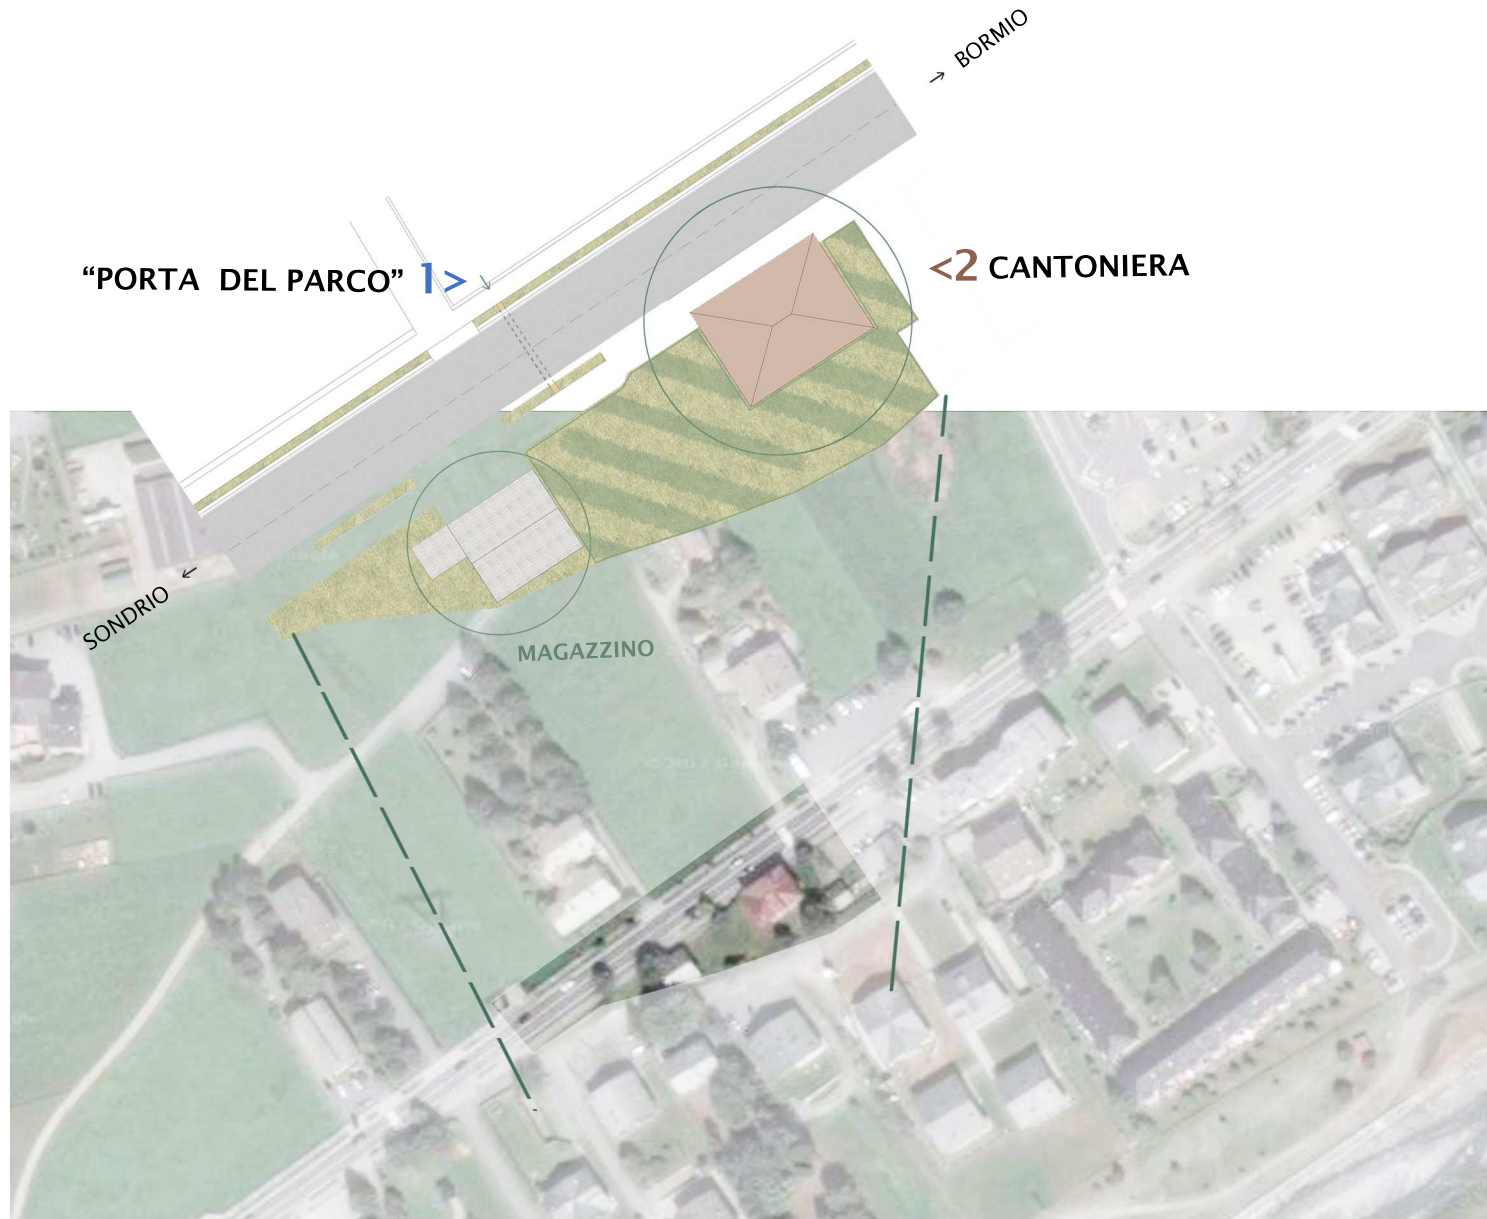 → BORMIO
“PORTA DEL PARCO” 1>
<2 CANTONIERA
SONDRIO ←
MAGAZZINO